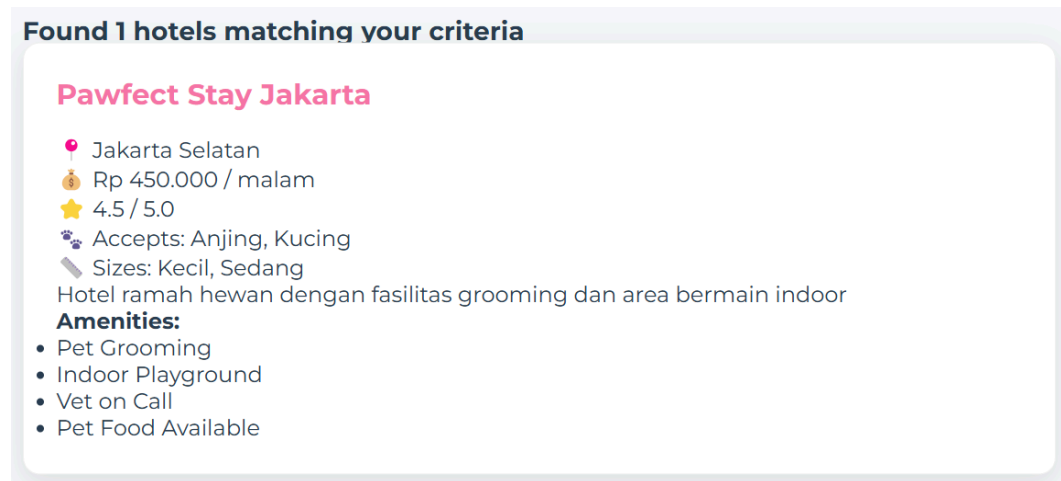 Found 1 hotels matching your criteria
Pawfect Stay Jakarta
Jakarta Selatan
Rp 450.000 / malam
4.5 / 5.0
Accepts: Anjing, Kucing
Sizes: Kecil, Sedang
Hotel ramah hewan dengan fasilitas grooming dan area bermain indoor
Amenities:
Pet Grooming
Indoor Playground
Vet on Call
Pet Food Available